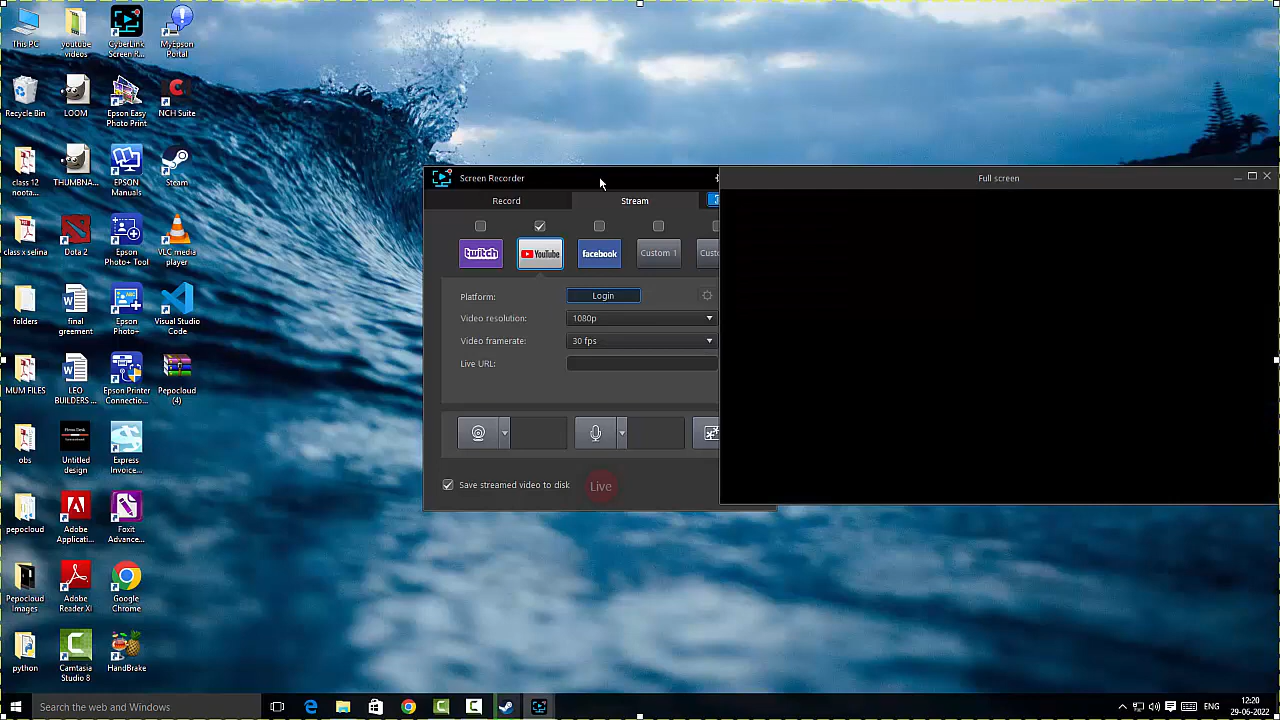 This PC
youtube
videos
CyberLink
Screen R...
MyEpson
Portal
Recycle Bin
LOOM
Epson Easy
Photo Print
NCH Suite
class 12
noota...
THUMBNA...
EPSON
Manuals
Steam
class x selina
Dota 2
Epson
Photo+ Tool
VLC media
player
folders
final
greement
Epson
Photo+
Visual Studio
Code
MUM FILES
LEO
BUILDERS ...
Epson Printer
Connectio...
Pepocloud
(4)
obs
Untitled
design
Express
Invoice...
pepocloud
Adobe
Applicati...
Foxit
Advance...
Pepocloud
Images
Adobe
Reader XI
Google
Chrome
python
Camtasia
Studio 8
HandBrake
Screen Recorder
Record
Stream
twitch
YouTube
facebook
Custom 1
Custo
Platform:
Login
Video resolution:
1080p
Video framerate:
30 fps
Live URL:
Save streamed video to disk
Live
Full screen
Search the web and Windows
ENG
12:20
29-06-2022